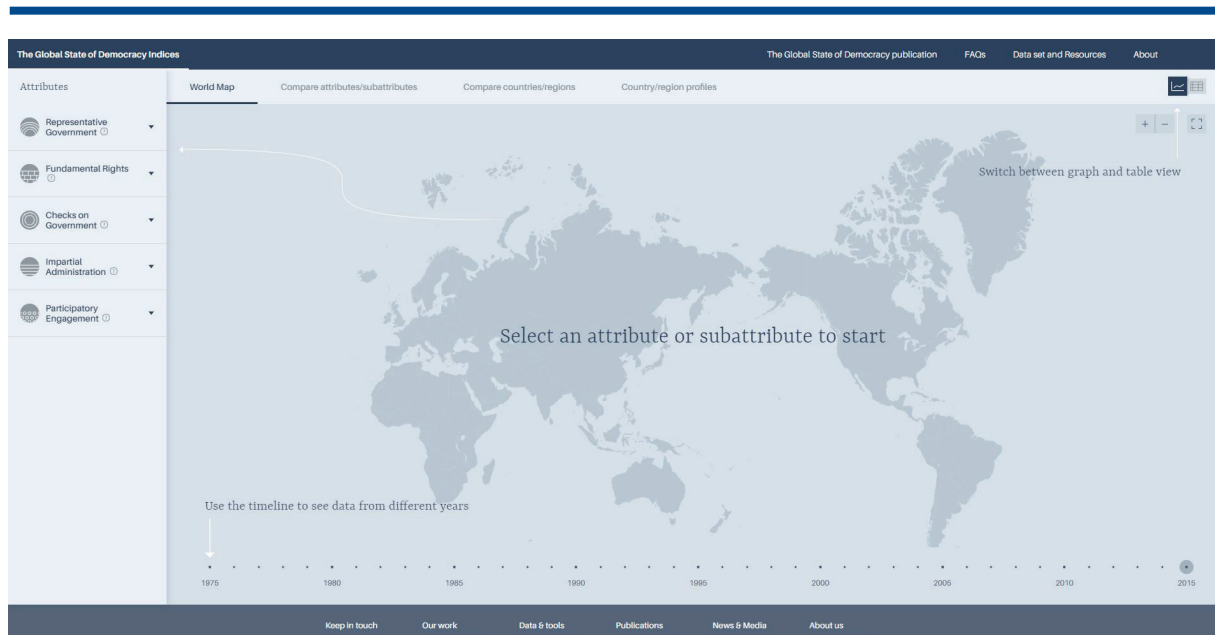 The Global State of Democracy Indices
The Global State of Democracy publication
FAQs
Data set and Resources
About
Attributes
World Map
Compare attributes/subattributes
Compare countries/regions
Country/region profiles
Representative
Government
Fundamental Rights
Checks on
Government
Impartial
Administration
Participatory
Engagement
+ −
Switch between graph and table view
Select an attribute or subattribute to start
Use the timeline to see data from different years
1975
1980
1985
1990
1995
2000
2005
2010
2015
Keep in touch
Our work
Data & tools
Publications
News & Media
About us